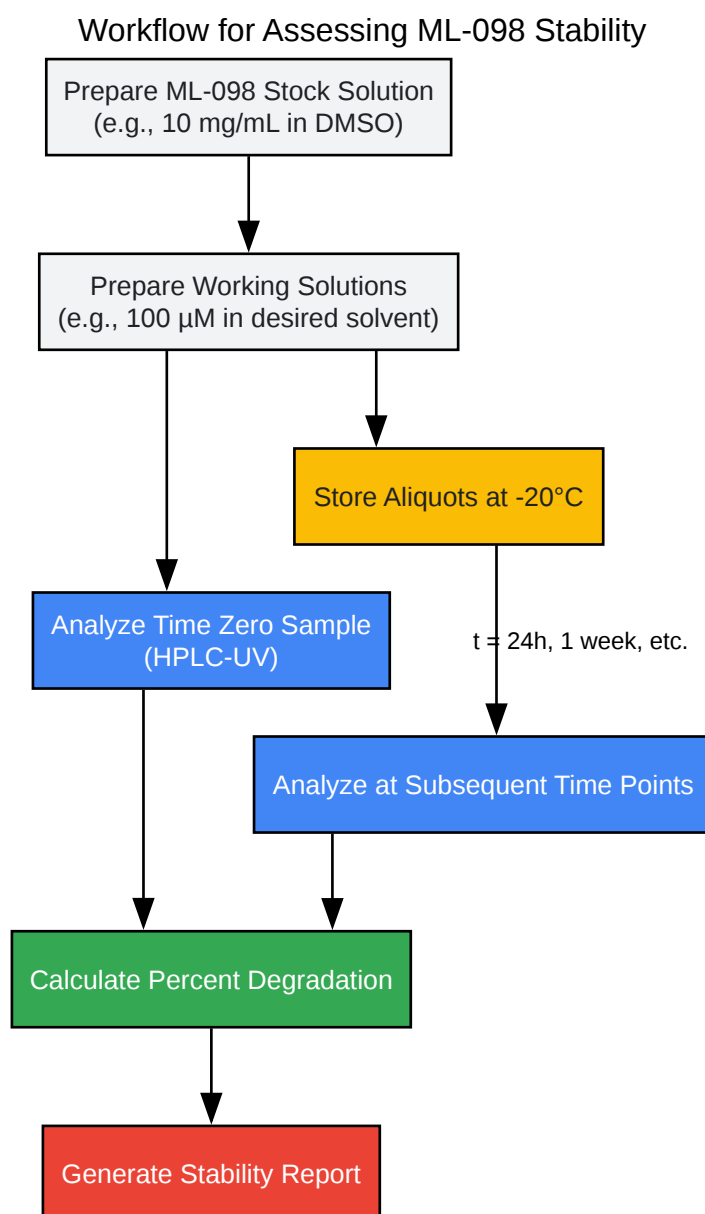 Workflow for Assessing ML-098 Stability
Prepare ML-098 Stock Solution
(e.g., 10 mg/mL in DMSO)
Prepare Working Solutions
(e.g., 100 µM in desired solvent)
Store Aliquots at -20°C
Analyze Time Zero Sample
(HPLC-UV)
t = 24h, 1 week, etc.
Analyze at Subsequent Time Points
Calculate Percent Degradation
Generate Stability Report